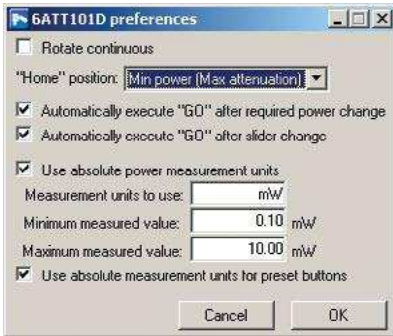 6ATT101D preferences
Rotate continuous
"Home" position: Min power (Max attenuation)
Automatically execute "GO" after required power change
Automatically execute "GO" after slider change
Use absolute power measurement units
Measurement units to use: mW
Minimum measured value: 0.10 mW
Maximum measured value: 10.00 mW
Use absolute measurement units for preset buttons
Cancel OK